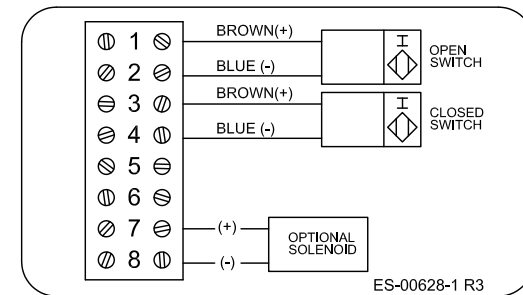 1 BROWN(+)
OPEN
SWITCH
2 BLUE (-)
3 BROWN(+)
CLOSED
SWITCH
4 BLUE (-)
5
6
7 (+)
OPTIONAL
SOLENOID
8 (-)
ES-00628-1 R3